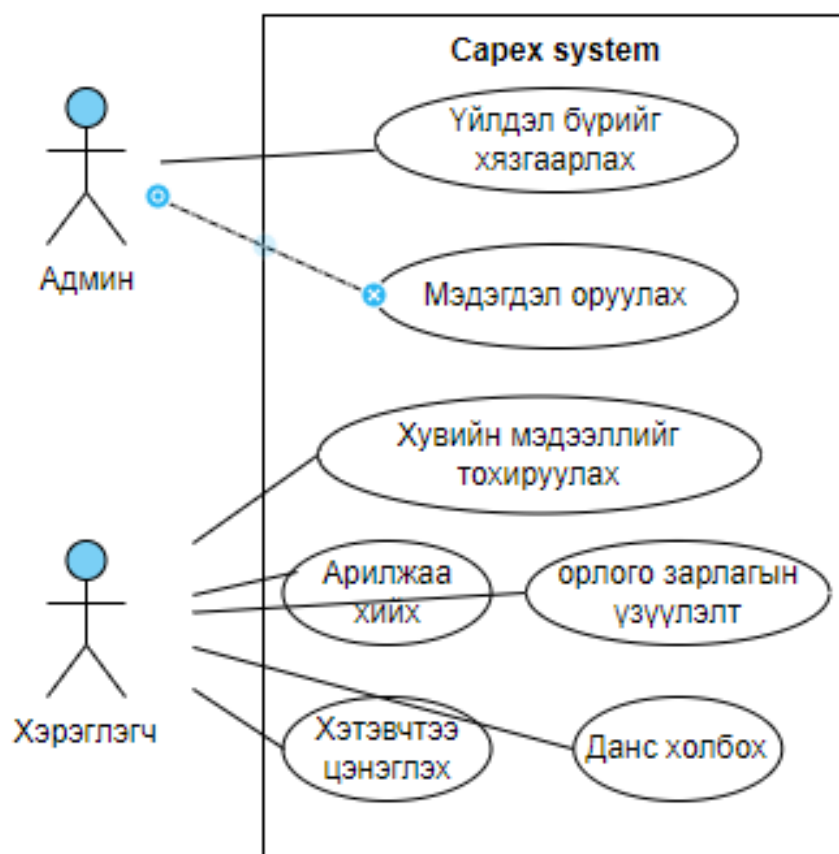 Capex system
Үйлдэл бүрийг
хязгаарлах
Админ
Мэдэгдэл оруулах
Хувийн мэдээллийг
тохируулах
Арилжаа
хийх
орлого зарлагын
үзүүлэлт
Хэрэглэгч
Хэтэвчтээ
цэнэглэх
Данс холбох